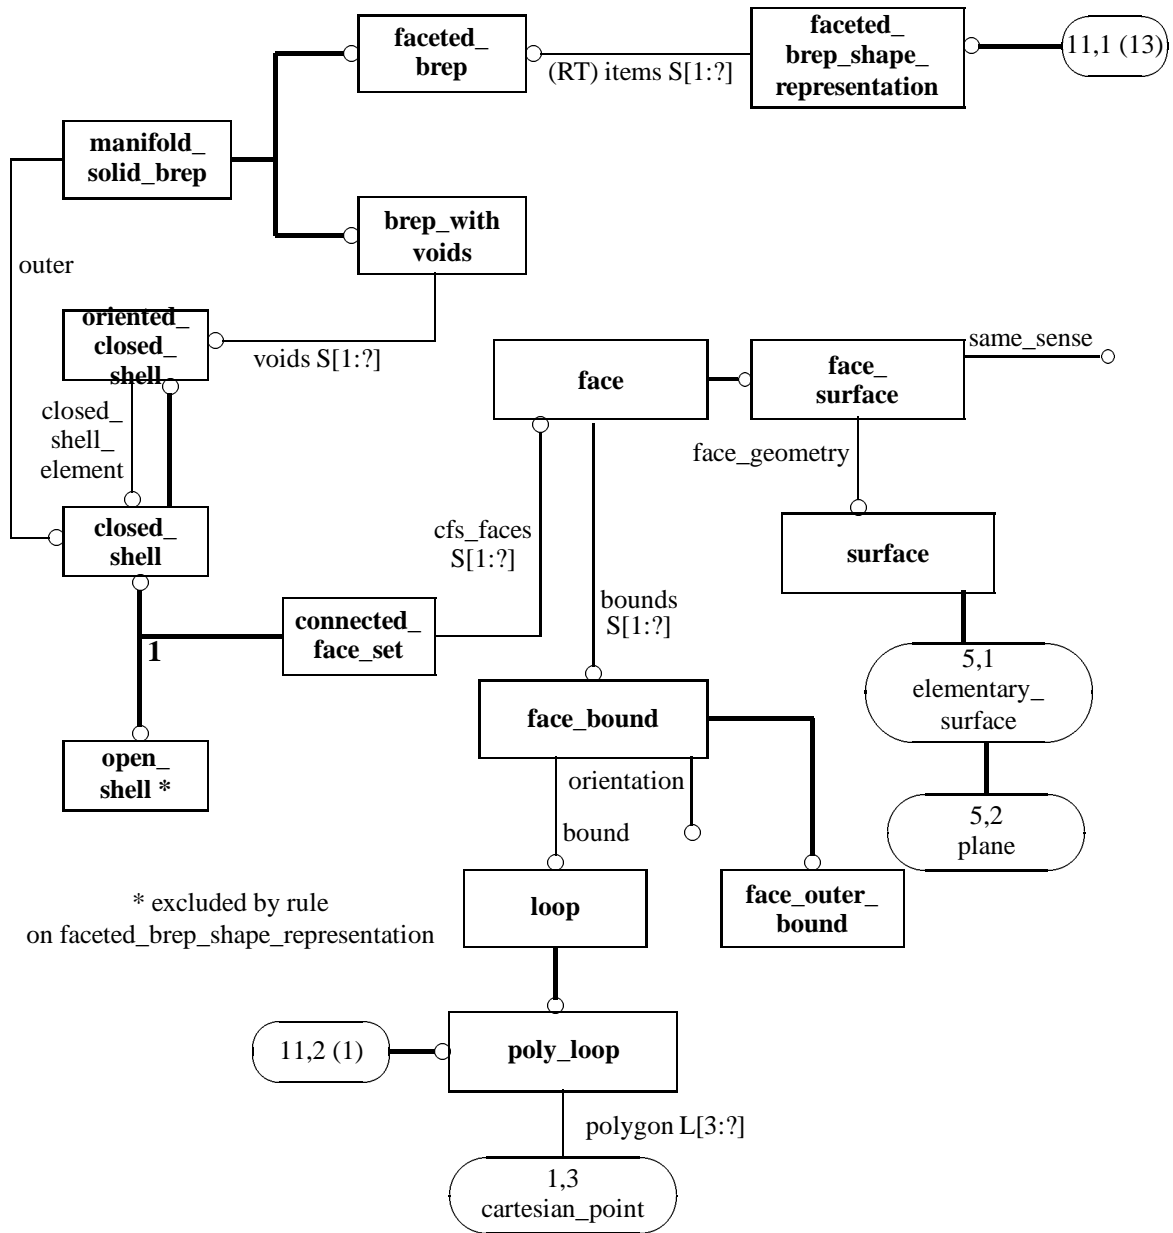 faceted_
brep
(RT) items S[1:?]
faceted_
brep_shape_
representation
11,1 (13)
manifold_
solid_brep
brep_with
voids
outer
oriented_
closed_
shell
voids S[1:?]
closed_
shell_
element
face
face_
surface
same_sense
face_geometry
closed_
shell
cfs_faces
S[1:?]
surface
connected_
face_set
1
bounds
S[1:?]
5,1
elementary_
surface
face_bound
open_
shell *
orientation
bound
5,2
plane
* excluded by rule
on faceted_brep_shape_representation
loop
face_outer_
bound
11,2 (1)
poly_loop
polygon L[3:?]
1,3
cartesian_point